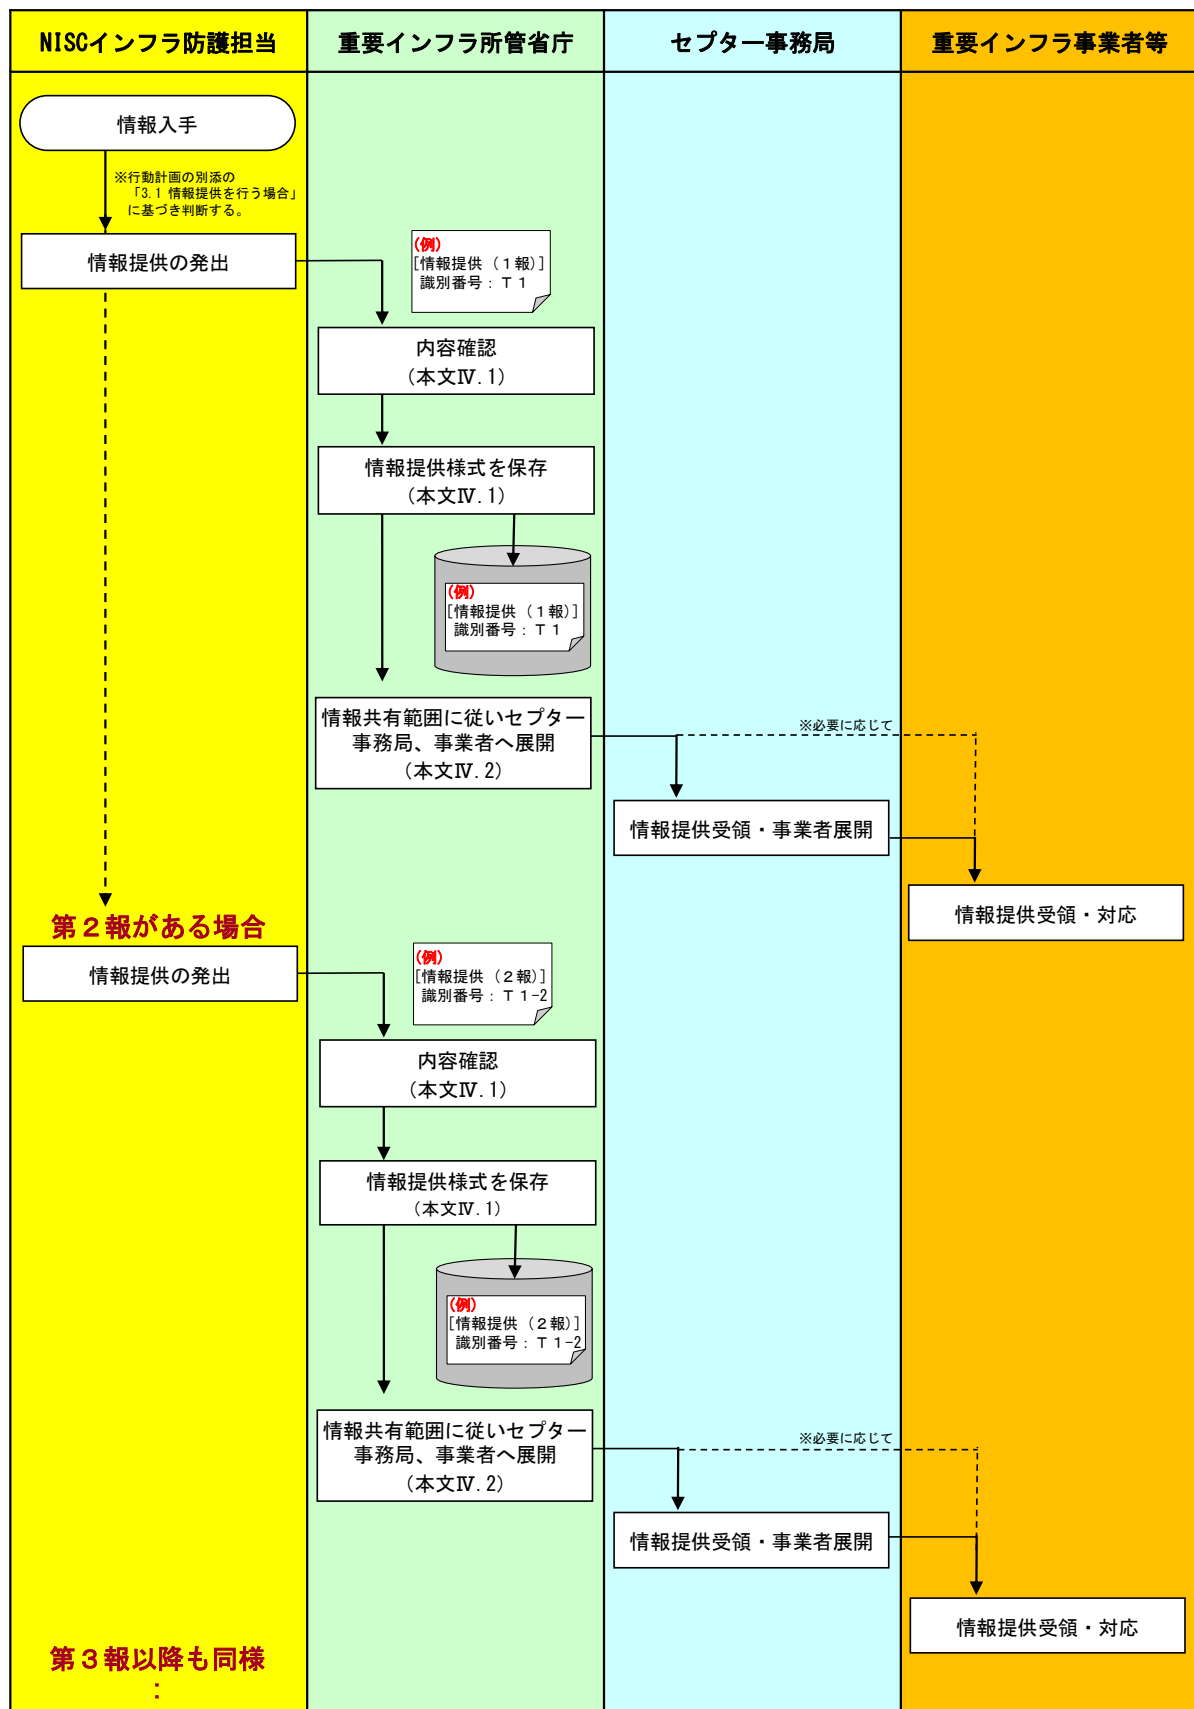 NISCインフラ防護担当
重要インフラ所管省庁
セプター事務局
重要インフラ事業者等
情報入手
※行動計画の別添の
「3.1 情報提供を行う場合」
に基づき判断する。
情報提供の発出
(例)
[情報提供（１報)]
識別番号：Ｔ１
内容確認
(本文Ⅳ.1)
情報提供様式を保存
(本文Ⅳ.1)
(例)
[情報提供（１報)]
識別番号：Ｔ１
情報共有範囲に従いセプター
事務局、事業者へ展開
(本文Ⅳ.2)
※必要に応じて
情報提供受領・事業者展開
情報提供受領・対応
第２報がある場合
情報提供の発出
(例)
[情報提供（２報)]
識別番号：Ｔ１-2
内容確認
(本文Ⅳ.1)
情報提供様式を保存
(本文Ⅳ.1)
(例)
[情報提供（２報)]
識別番号：Ｔ１-2
情報共有範囲に従いセプター
事務局、事業者へ展開
(本文Ⅳ.2)
※必要に応じて
情報提供受領・事業者展開
情報提供受領・対応
第３報以降も同様
：